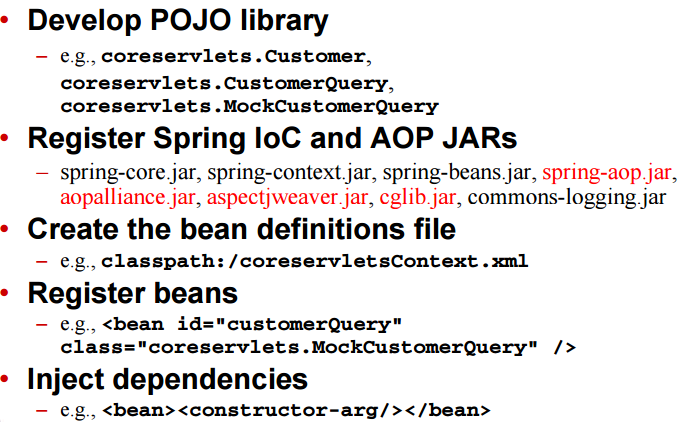 • Develop POJO library
– e.g., coreservlets.Customer,
coreservlets.CustomerQuery,
coreservlets.MockCustomerQuery
• Register Spring IoC and AOP JARs
– spring-core.jar, spring-context.jar, spring-beans.jar, spring-aop.jar,
aopalliance.jar, aspectjweaver.jar, cglib.jar, commons-logging.jar
• Create the bean definitions file
– e.g., classpath:/coreservletsContext.xml
• Register beans
– e.g., <bean id="customerQuery"
class="coreservlets.MockCustomerQuery" />
• Inject dependencies
– e.g., <bean><constructor-arg/></bean>